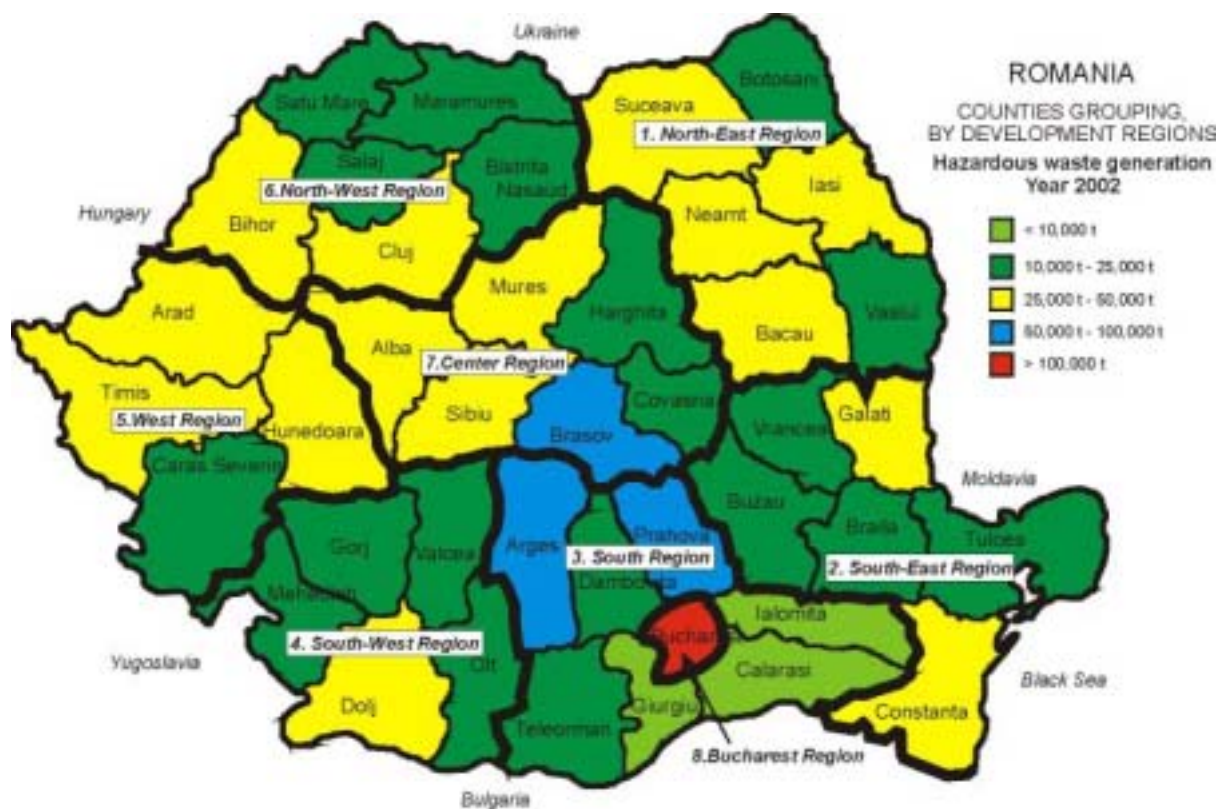 Ukraine
ROMANIA
COUNTIES GROUPING,
BY DEVELOPMENT REGIONS
Hazardous waste generation
Year 2002
< 10,000 t
10,000 t - 25,000 t
25,000 t - 50,000 t
50,000 t - 100,000 t
> 100,000 t
Botosani
Satu Mare
Maramures
Suceava
1. North-East Region
Salaj
Bistrita
Nasaud
Iasi
6.North-West Region
Hungary
Bihor
Neamt
Cluj
Mures
Arad
Harghita
Vaslui
Bacau
Alba
7.Center Region
Timis
5.West Region
Sibiu
Covasna
Hunedoara
Brasov
Vrancea
Galati
Caras Severin
Moldavia
Buzau
Braila
Tulcea
Gorj
Valcea
Arges
Prahova
3. South Region
2. South-East Region
Dambovita
Mehedinti
Ialomita
4. South-West Region
Olt
Yugoslavia
Calarasi
Black Sea
Dolj
Giurgiu
Constanta
Teleorman
8.Bucharest Region
Bulgaria